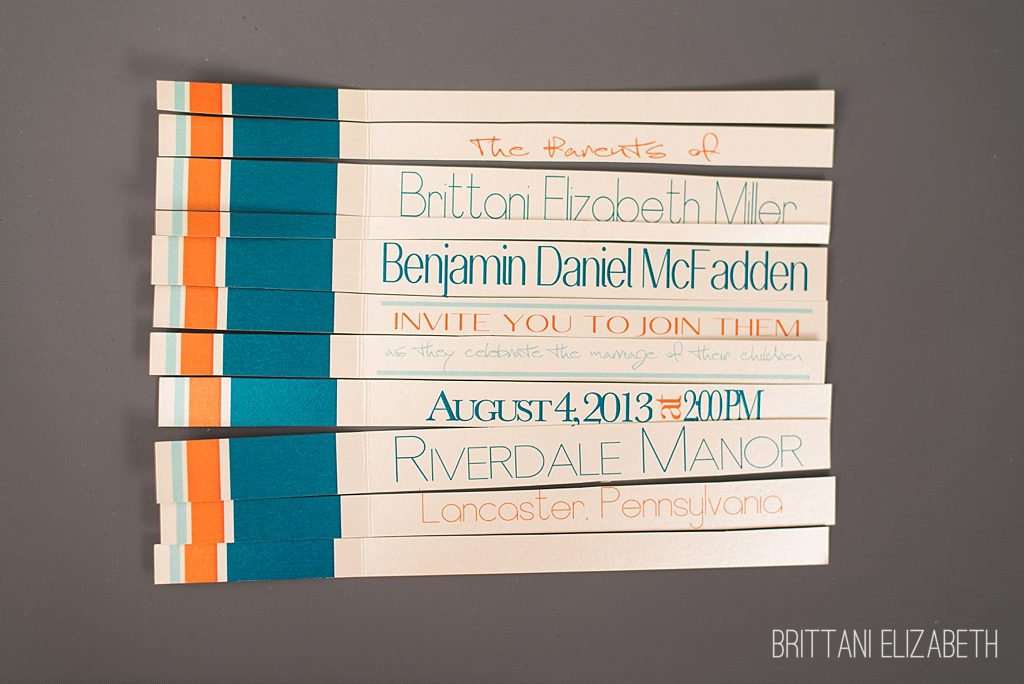 The Parents of
Brittani Elizabeth Miller
Benjamin Daniel McFadden
INVITE YOU TO JOIN THEM
as they celebrate the marriage of their children
AUGUST 4, 2013 at 2:00 PM
RIVERDALE MANOR
Lancaster, Pennsylvania
BRITTANI ELIZABETH